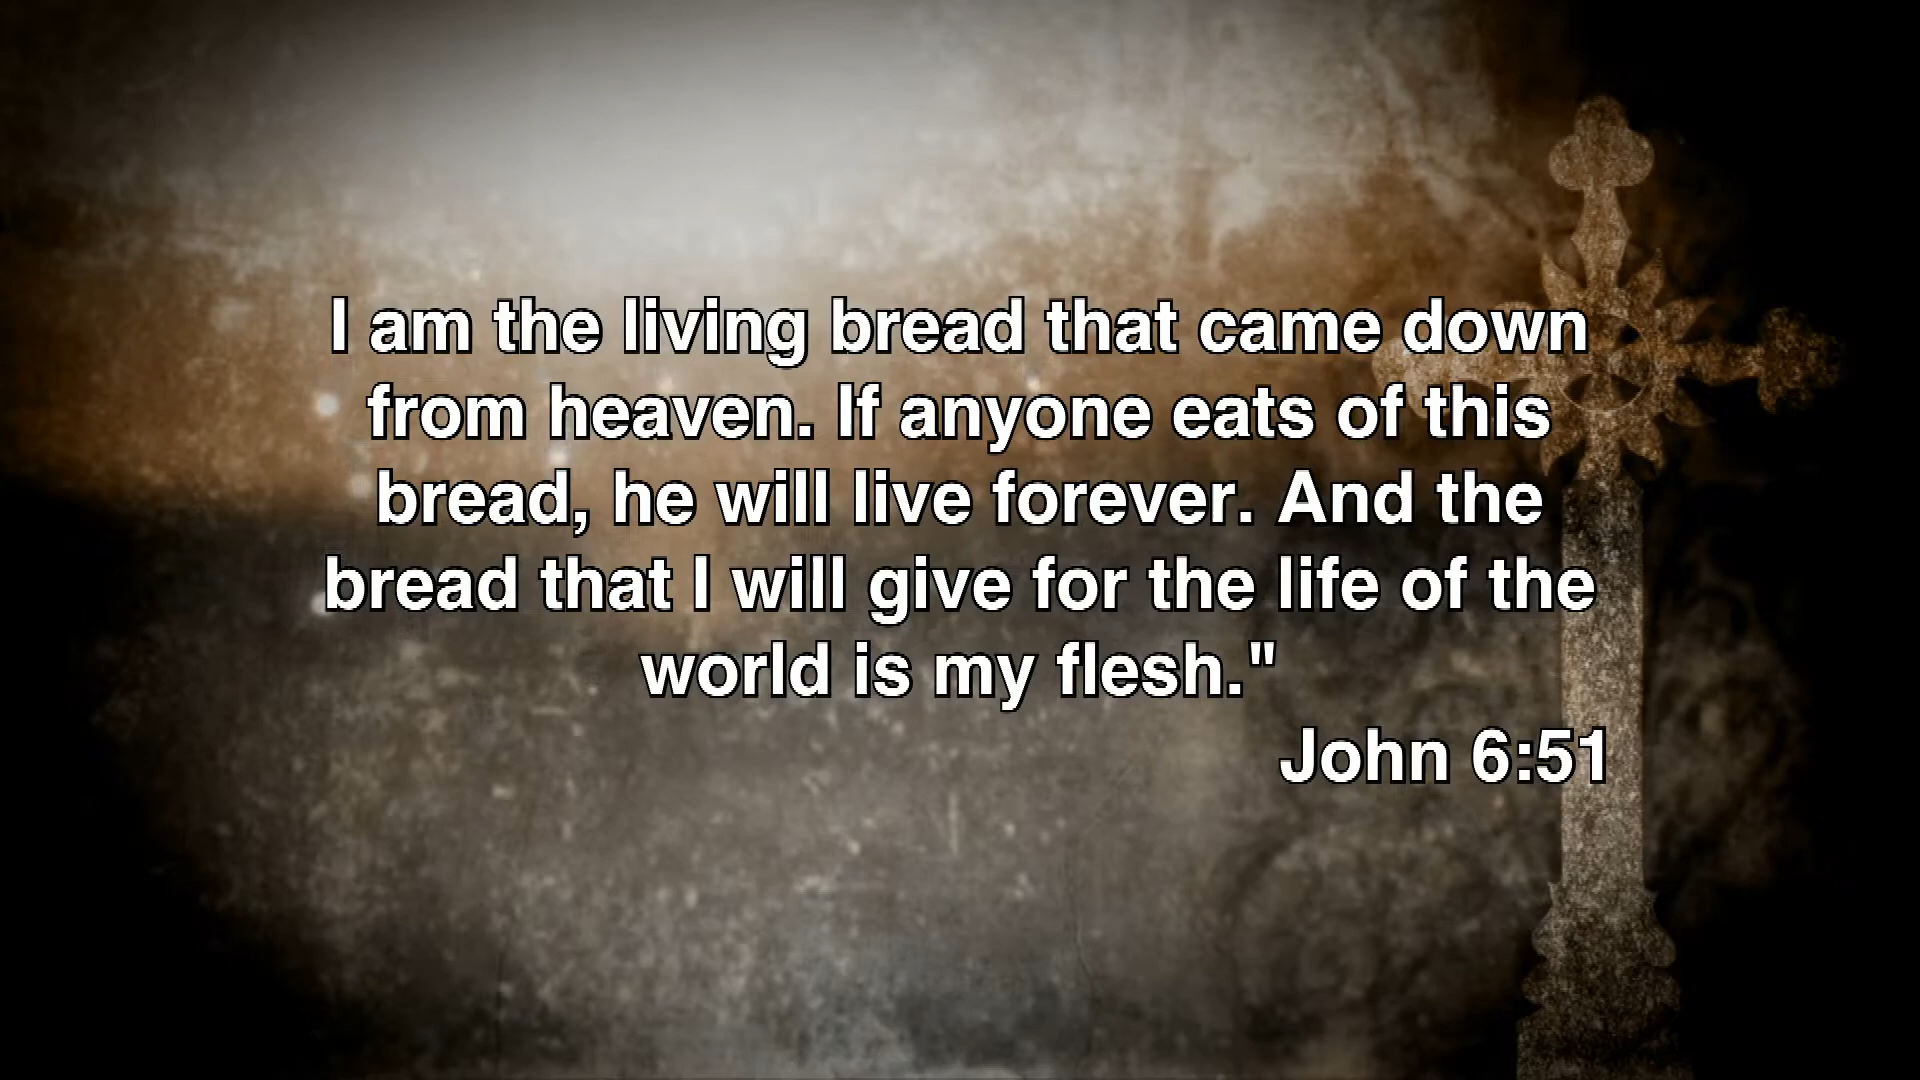 I am the living bread that came down
from heaven. If anyone eats of this
bread, he will live forever. And the
bread that I will give for the life of the
world is my flesh."
John 6:51